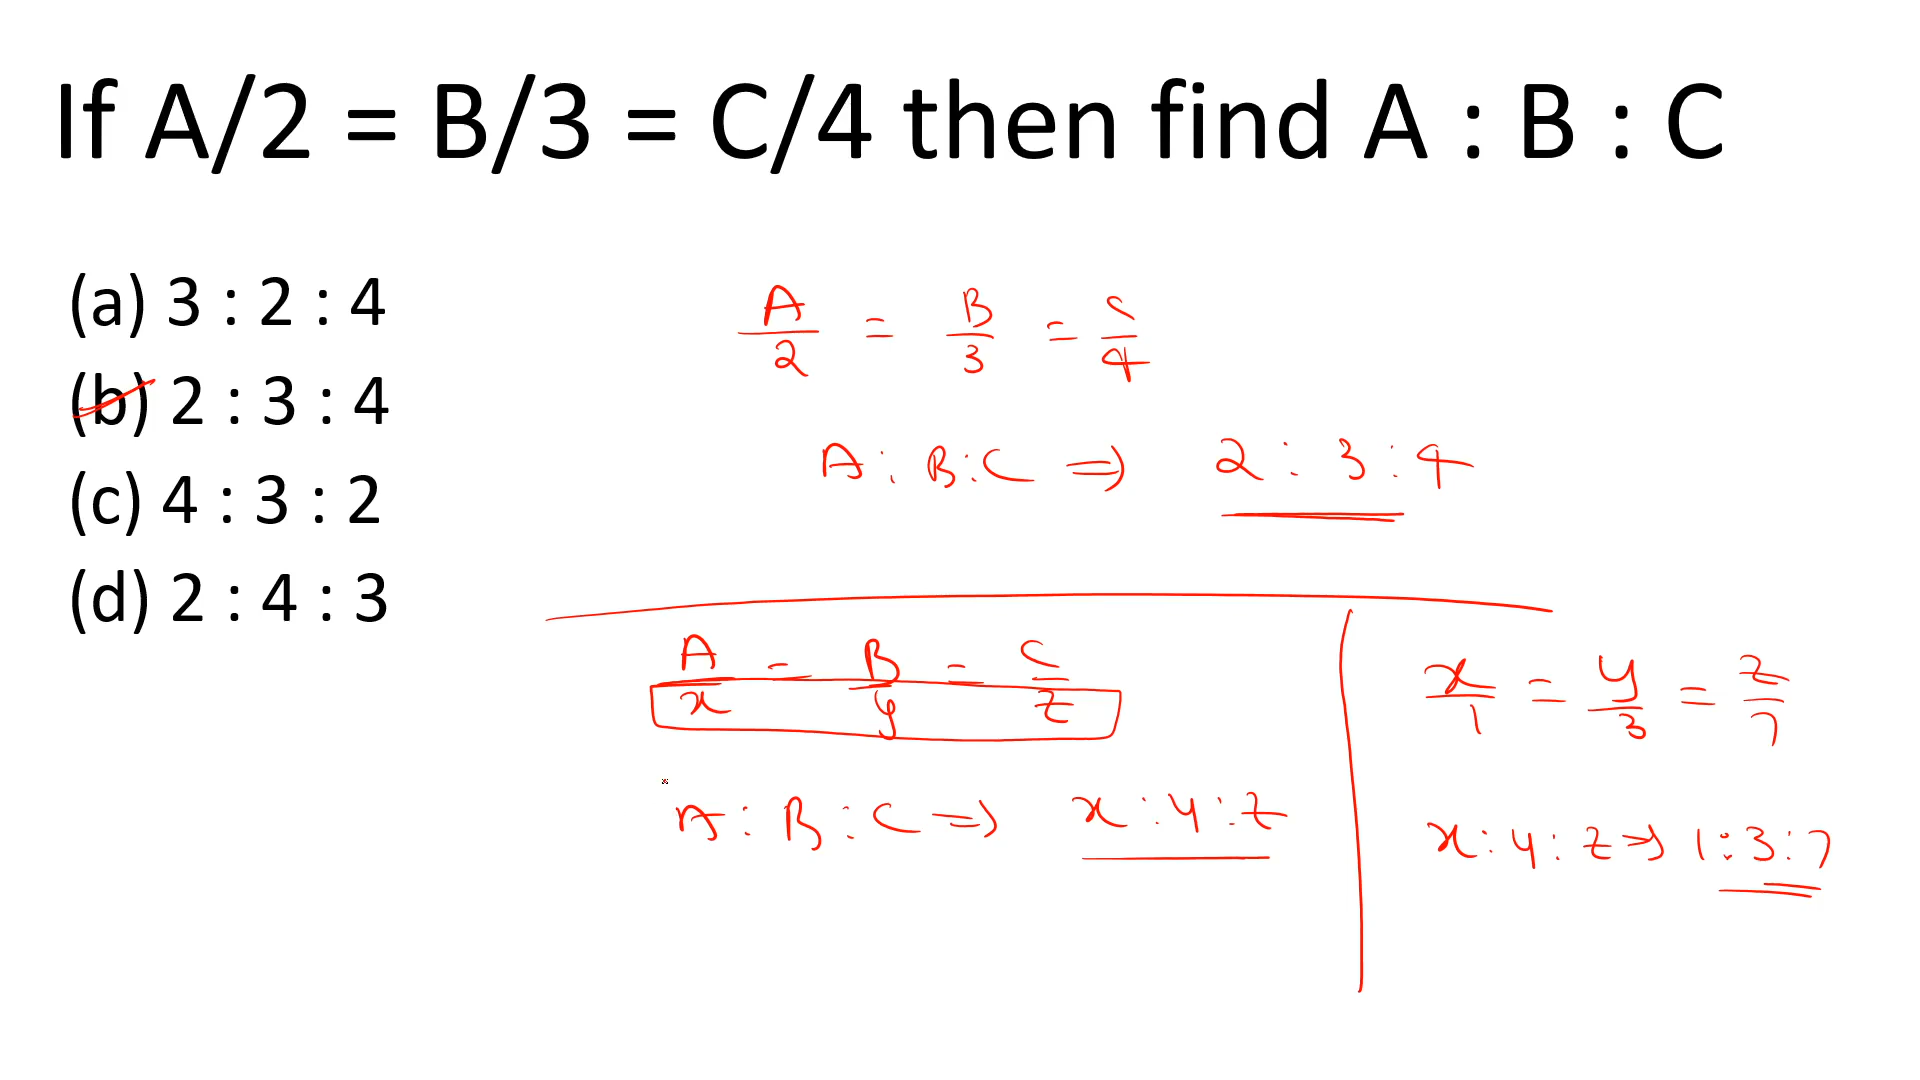 If A/2 = B/3 = C/4 then find A : B : C
(a) 3 : 2 : 4
(b) 2 : 3 : 4
(c) 4 : 3 : 2
(d) 2 : 4 : 3
A/2 = B/3 = C/4
A : B : C ⇒ 2 : 3 : 4
A/x = B/y = C/z
A : B : C ⇒ x : y : z
x/1 = y/3 = z/7
x : y : z ⇒ 1 : 3 : 7